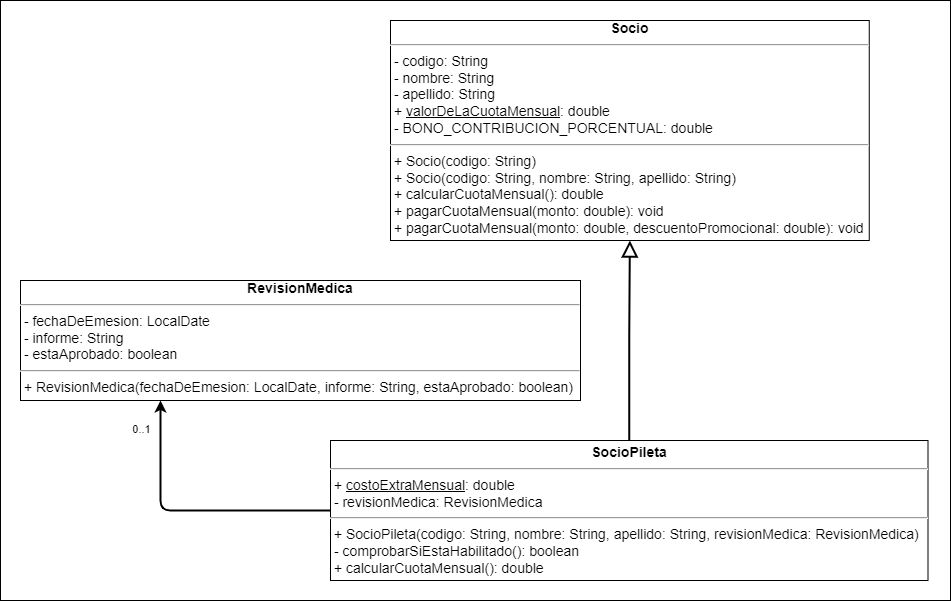 Socio
- codigo: String
- nombre: String
- apellido: String
+ valorDeLaCuotaMensual: double
- BONO_CONTRIBUCION_PORCENTUAL: double
+ Socio(codigo: String)
+ Socio(codigo: String, nombre: String, apellido: String)
+ calcularCuotaMensual(): double
+ pagarCuotaMensual(monto: double): void
+ pagarCuotaMensual(monto: double, descuentoPromocional: double): void
RevisionMedica
- fechaDeEmesion: LocalDate
- informe: String
- estaAprobado: boolean
+ RevisionMedica(fechaDeEmesion: LocalDate, informe: String, estaAprobado: boolean)
0..1
SocioPileta
+ costoExtraMensual: double
- revisionMedica: RevisionMedica
+ SocioPileta(codigo: String, nombre: String, apellido: String, revisionMedica: RevisionMedica)
- comprobarSiEstaHabilitado(): boolean
+ calcularCuotaMensual(): double